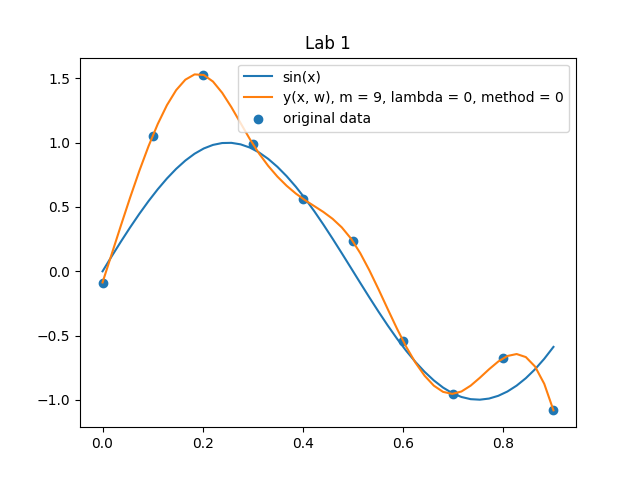 Lab 1
sin(x)
y(x, w), m = 9, lambda = 0, method = 0
original data
1.5
1.0
0.5
0.0
−0.5
−1.0
0.0 0.2 0.4 0.6 0.8